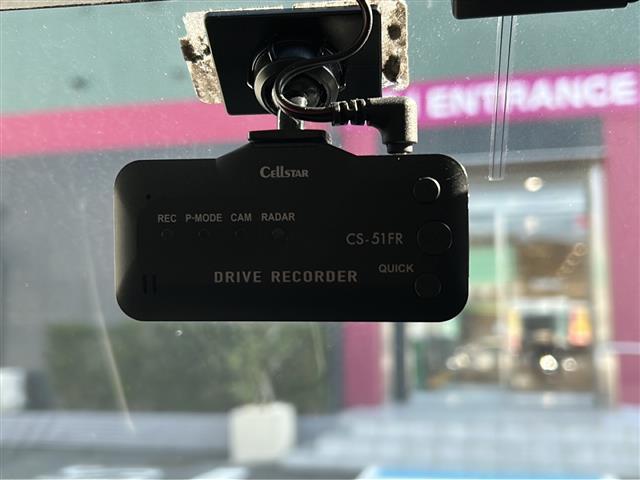 ENTRANCE
CELLSTAR
REC P-MODE CAM RADAR
CS-51FR
QUICK
DRIVE RECORDER